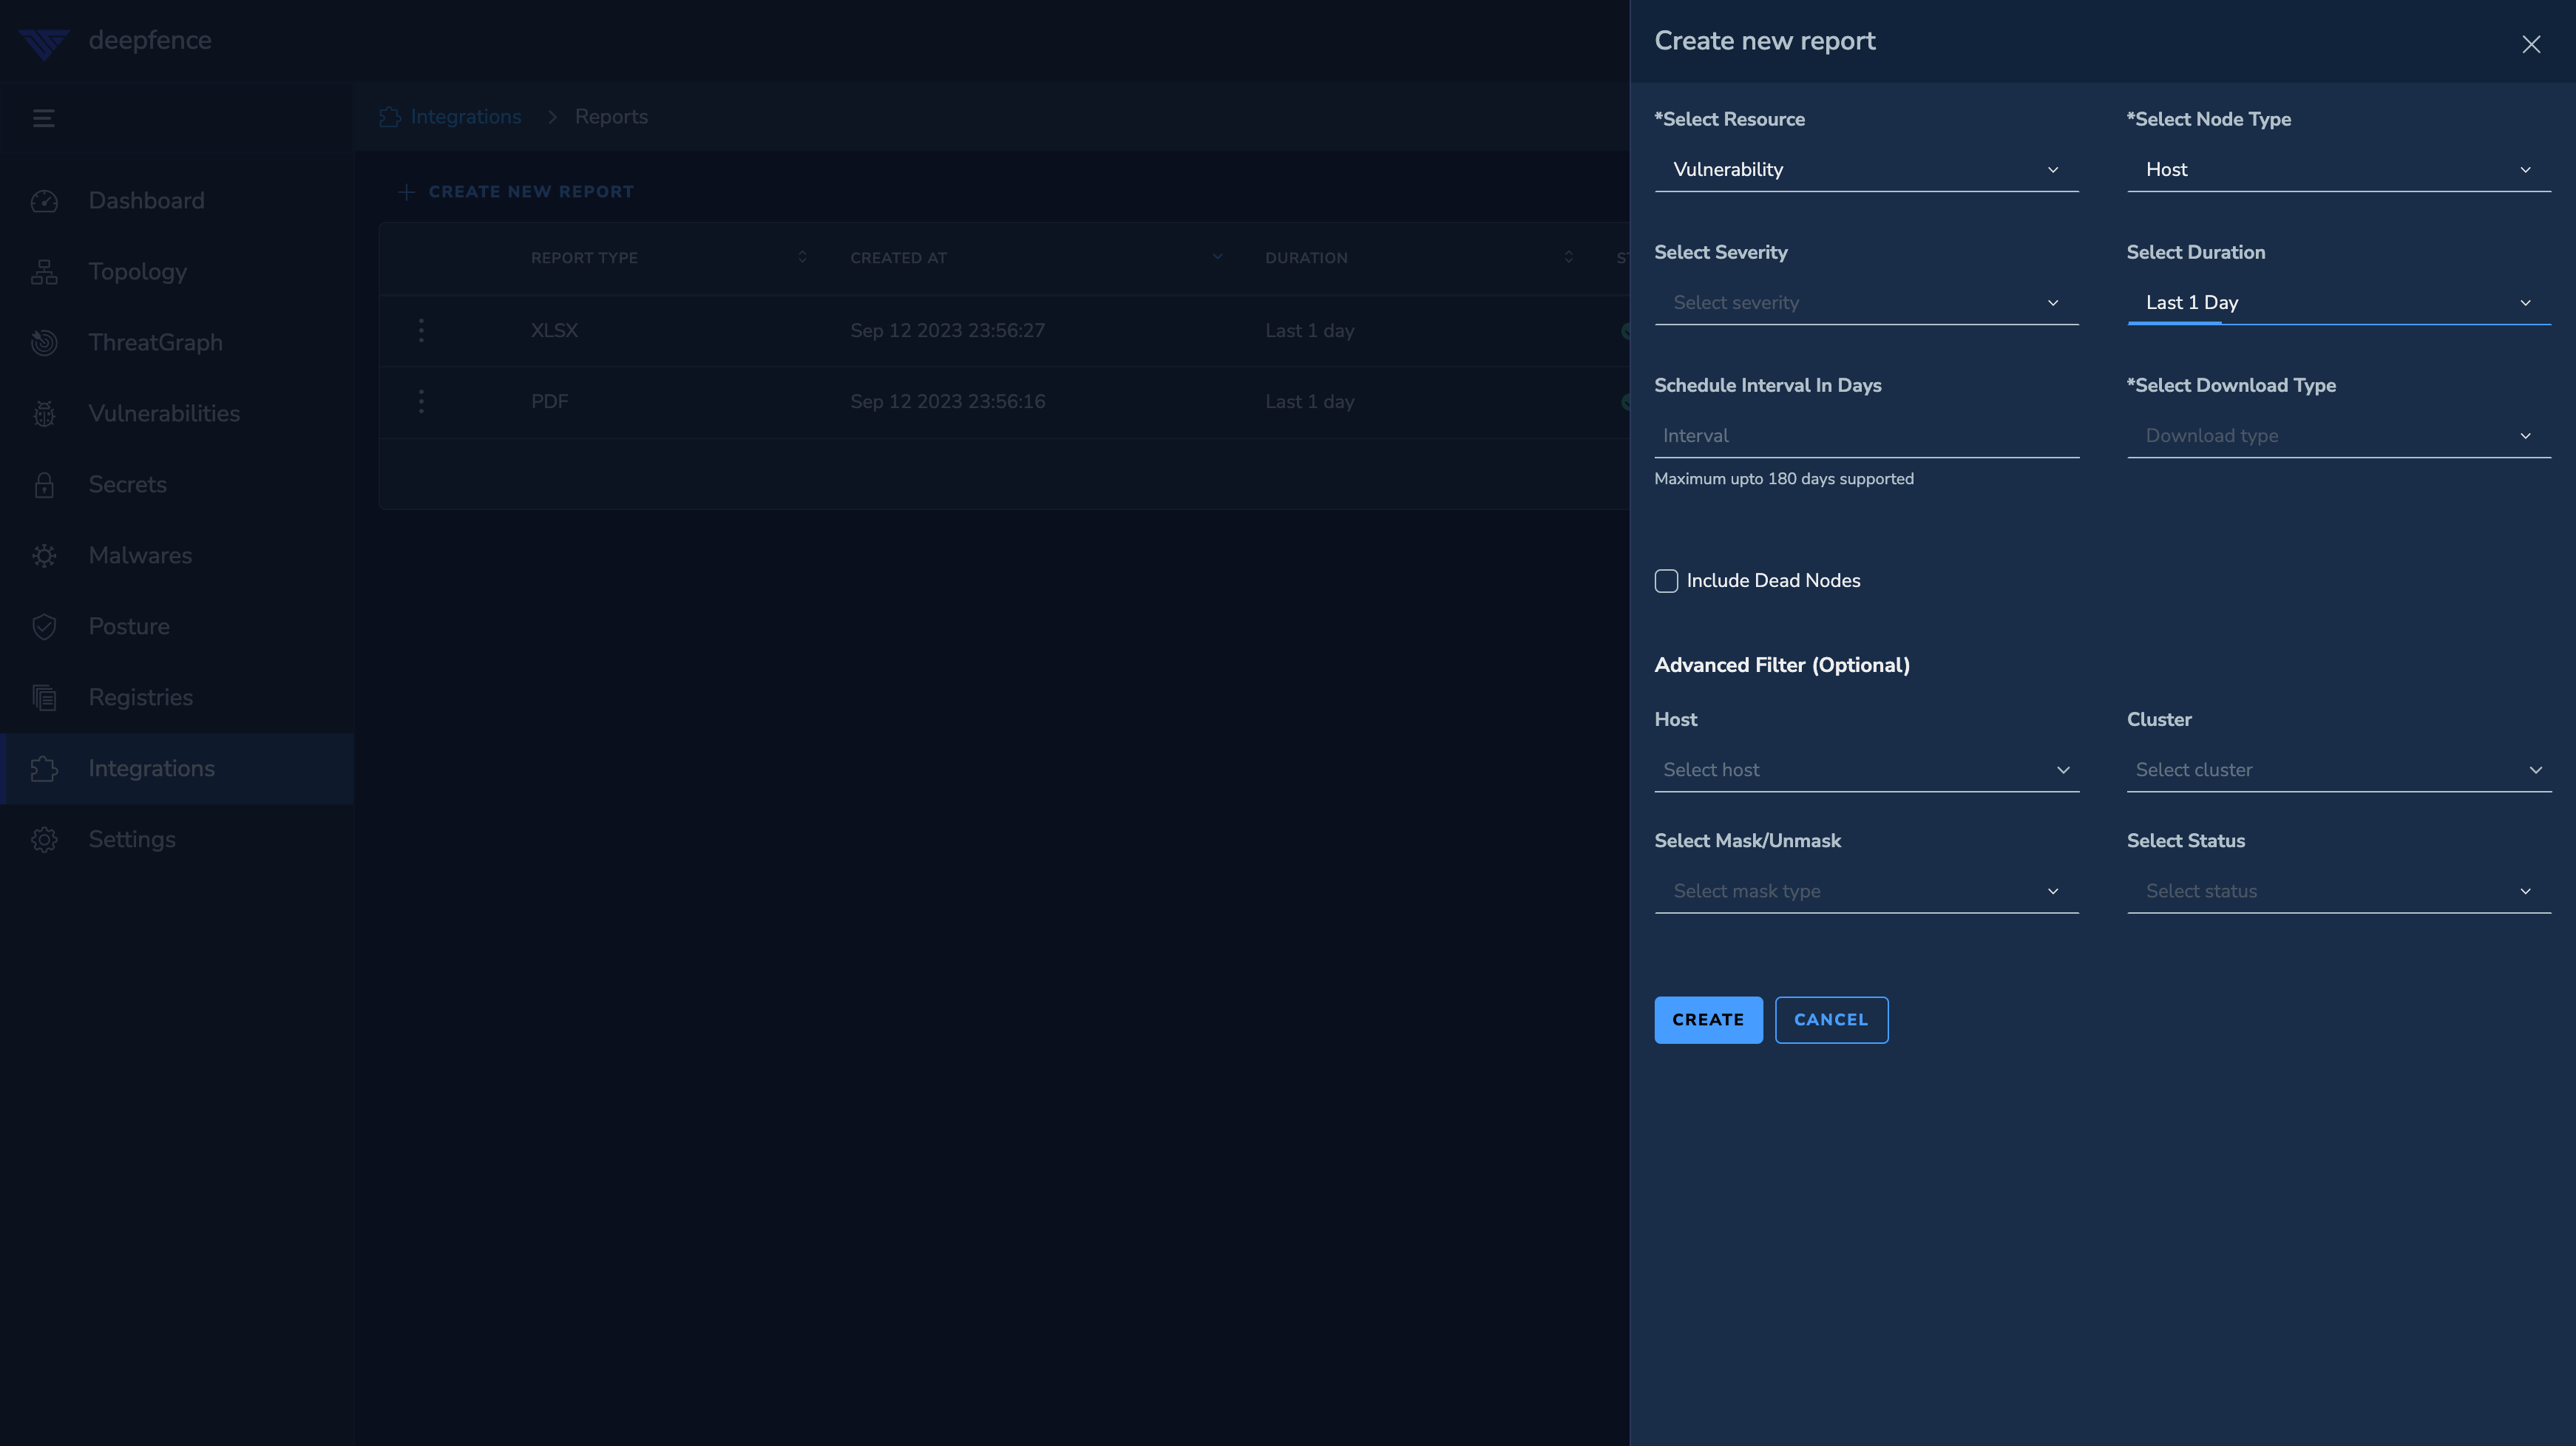 deepfence
Create new report
Integrations
Reports
CREATE NEW REPORT
REPORT TYPE
CREATED AT
DURATION
XLSX
Sep 12 2023 23:56:27
Last 1 day
PDF
Sep 12 2023 23:56:16
Last 1 day
Dashboard
Topology
ThreatGraph
Vulnerabilities
Secrets
Malwares
Posture
Registries
Integrations
Settings
*Select Resource
*Select Node Type
Vulnerability
Host
Select Severity
Select Duration
Select severity
Last 1 Day
Schedule Interval In Days
*Select Download Type
Interval
Download type
Maximum upto 180 days supported
Include Dead Nodes
Advanced Filter (Optional)
Host
Cluster
Select host
Select cluster
Select Mask/Unmask
Select Status
Select mask type
Select status
CREATE
CANCEL